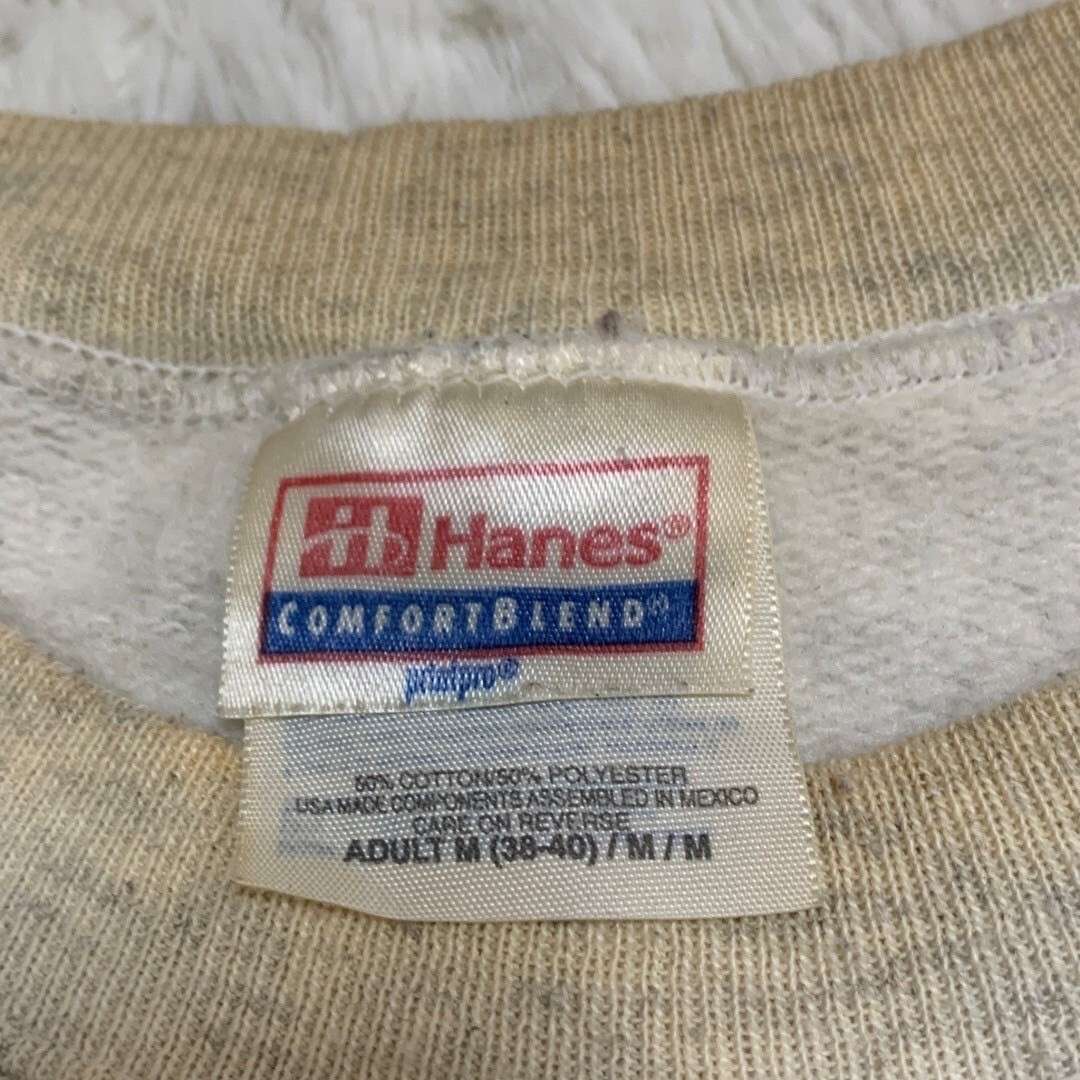 Hanes®
COMFORTBLEND®
printpro®
50% COTTON/50% POLYESTER
USA MADE COMPONENTS ASSEMBLED IN MEXICO
CARE ON REVERSE
ADULT M (38-40) / M / M